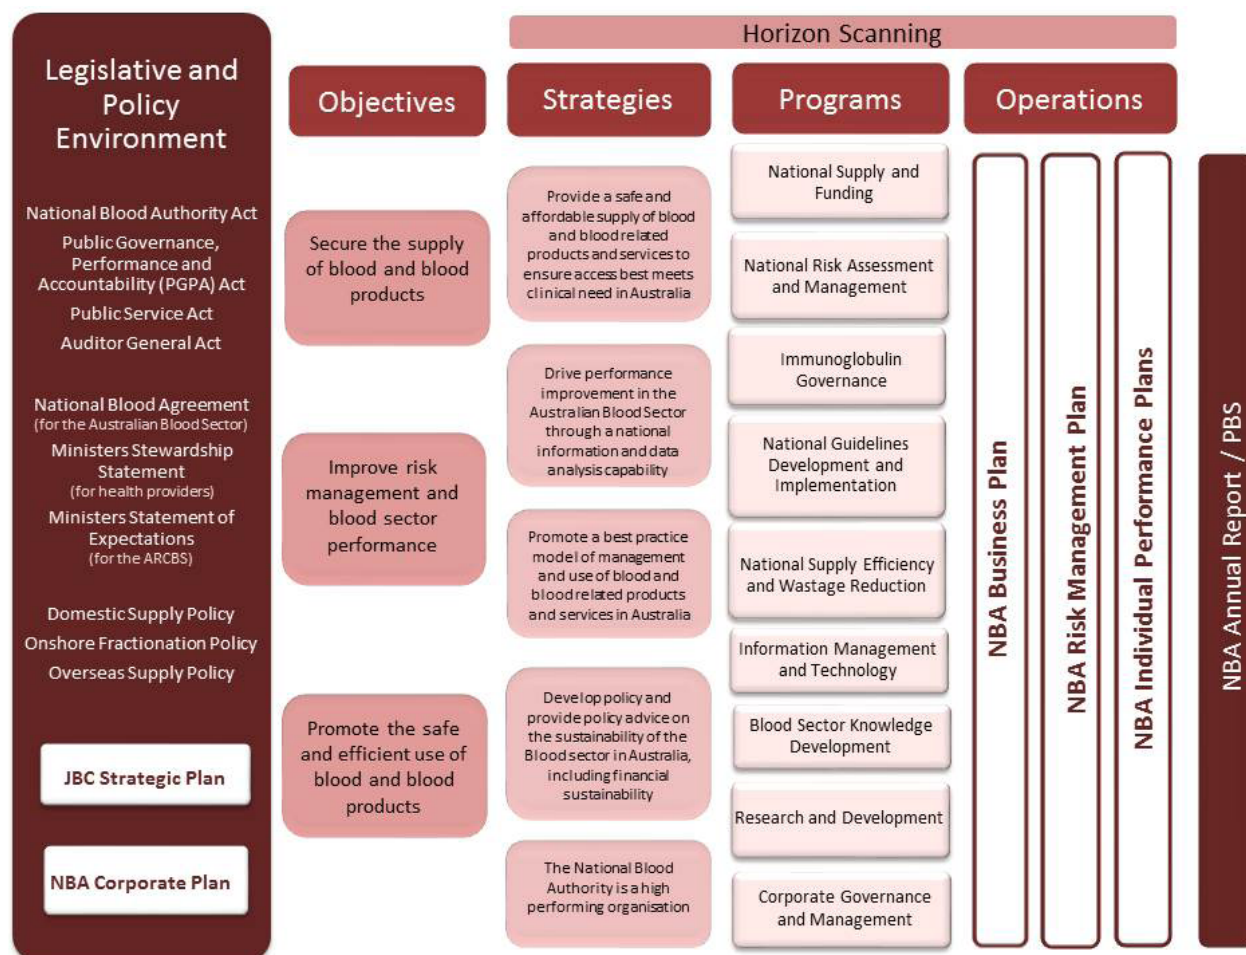 Horizon Scanning
Legislative and
Policy
Environment
National Blood Authority Act
Public Governance,
Performance and
Accountability (PGPA) Act
Public Service Act
Auditor General Act
National Blood Agreement
(for the Australian Blood Sector)
Ministers Stewardship
Statement
(for health providers)
Ministers Statement of
Expectations
(for the ARCBS)
Domestic Supply Policy
Onshore Fractionation Policy
Overseas Supply Policy
JBC Strategic Plan
NBA Corporate Plan
Objectives
Secure the supply
of blood and blood
products
Improve risk
management and
blood sector
performance
Promote the safe
and efficient use of
blood and blood
products
Strategies
Provide a safe and
affordable supply of blood
and blood related
products and services to
ensure access best meets
clinical need in Australia
Drive performance
improvement in the
Australian Blood Sector
through a national
information and data
analysis capability
Promote a best practice
model of management
and use of blood and
blood related products
and services in Australia
Develop policy and
provide policy advice on
the sustainability of the
Blood sector in Australia,
including financial
sustainability
The National Blood
Authority is a high
performing organisation
Programs
National Supply and
Funding
National Risk Assessment
and Management
Immunoglobulin
Governance
National Guidelines
Development and
Implementation
National Supply Efficiency
and Wastage Reduction
Information Management
and Technology
Blood Sector Knowledge
Development
Research and Development
Corporate Governance
and Management
Operations
NBA Business Plan
NBA Risk Management Plan
NBA Individual Performance Plans
NBA Annual Report / PBS